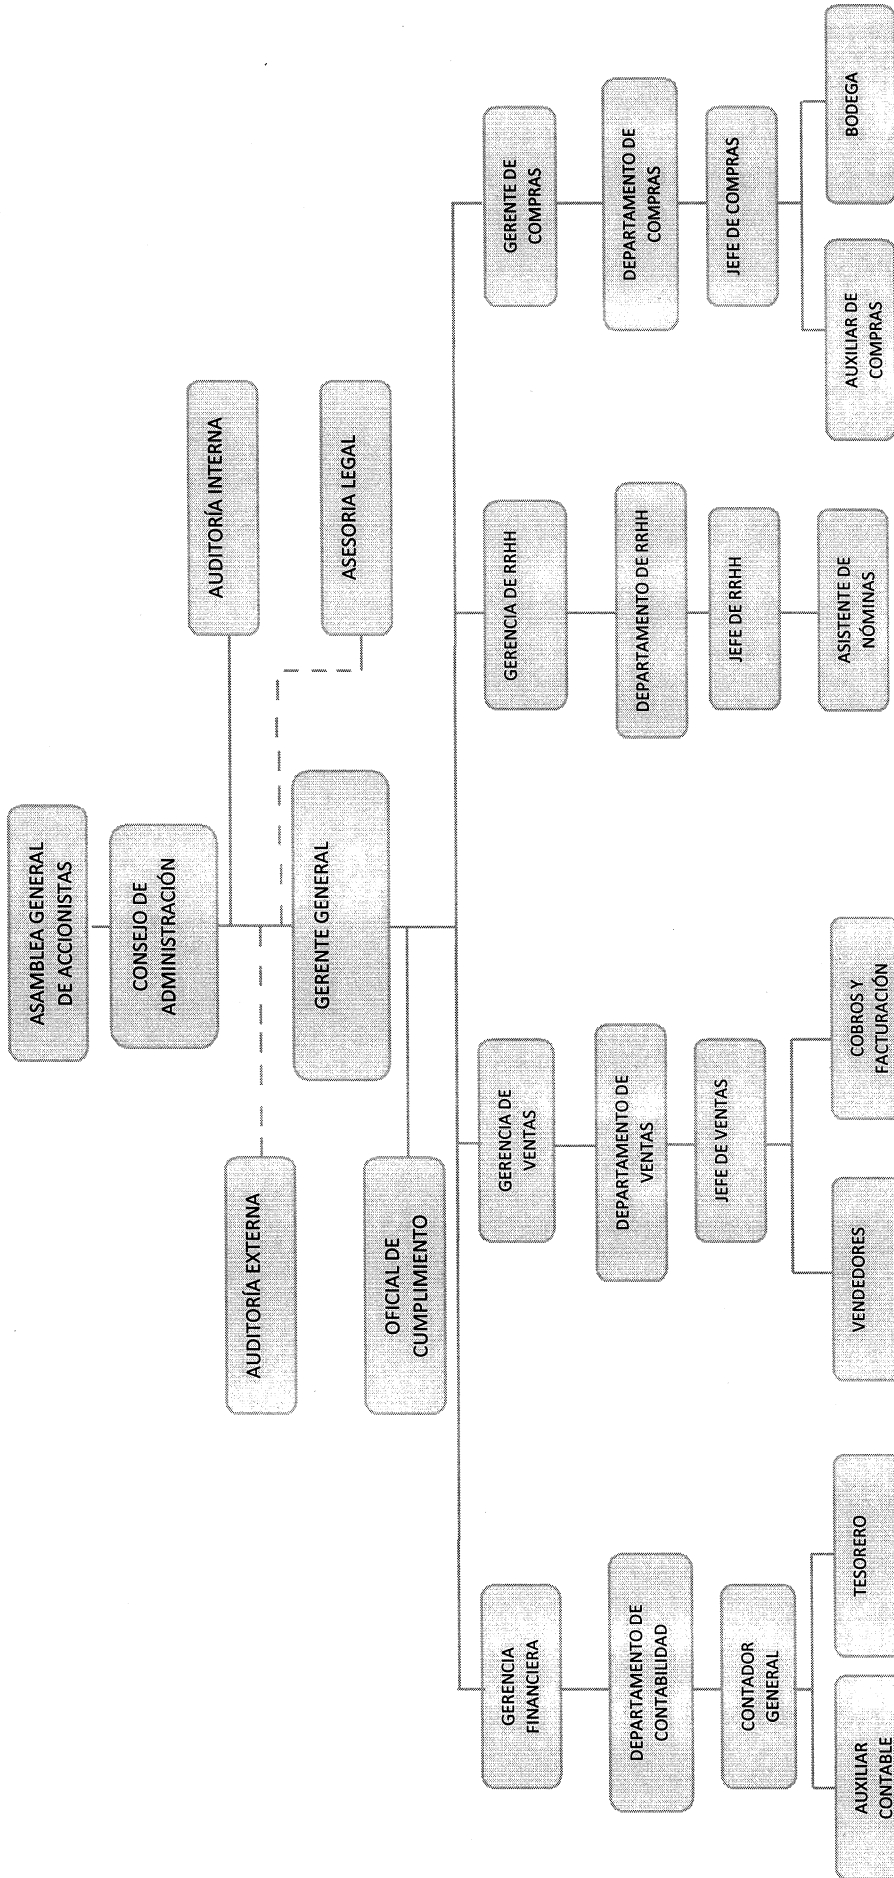 ASAMBLEA GENERAL
DE ACCIONISTAS
CONSEJO DE
ADMINISTRACIÓN
AUDITORÍA INTERNA
AUDITORÍA EXTERNA
ASESORIA LEGAL
GERENTE GENERAL
OFICIAL DE
CUMPLIMIENTO
GERENCIA
FINANCIERA
GERENCIA DE
VENTAS
GERENCIA DE RRHH
GERENTE DE
COMPRAS
DEPARTAMENTO DE
CONTABILIDAD
DEPARTAMENTO DE
VENTAS
DEPARTAMENTO DE RRHH
DEPARTAMENTO DE
COMPRAS
CONTADOR
GENERAL
JEFE DE VENTAS
JEFE DE RRHH
JEFE DE COMPRAS
AUXILIAR
CONTABLE
TESORERO
VENDEDORES
COBROS Y
FACTURACIÓN
ASISTENTE DE
NÓMINAS
AUXILIAR DE
COMPRAS
BODEGA